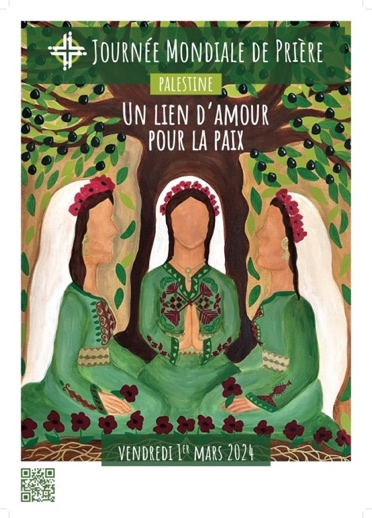 JOURNÉE MONDIALE DE PRIÈRE
PALESTINE
UN LIEN D'AMOUR
POUR LA PAIX
VENDREDI 1ER MARS 2024